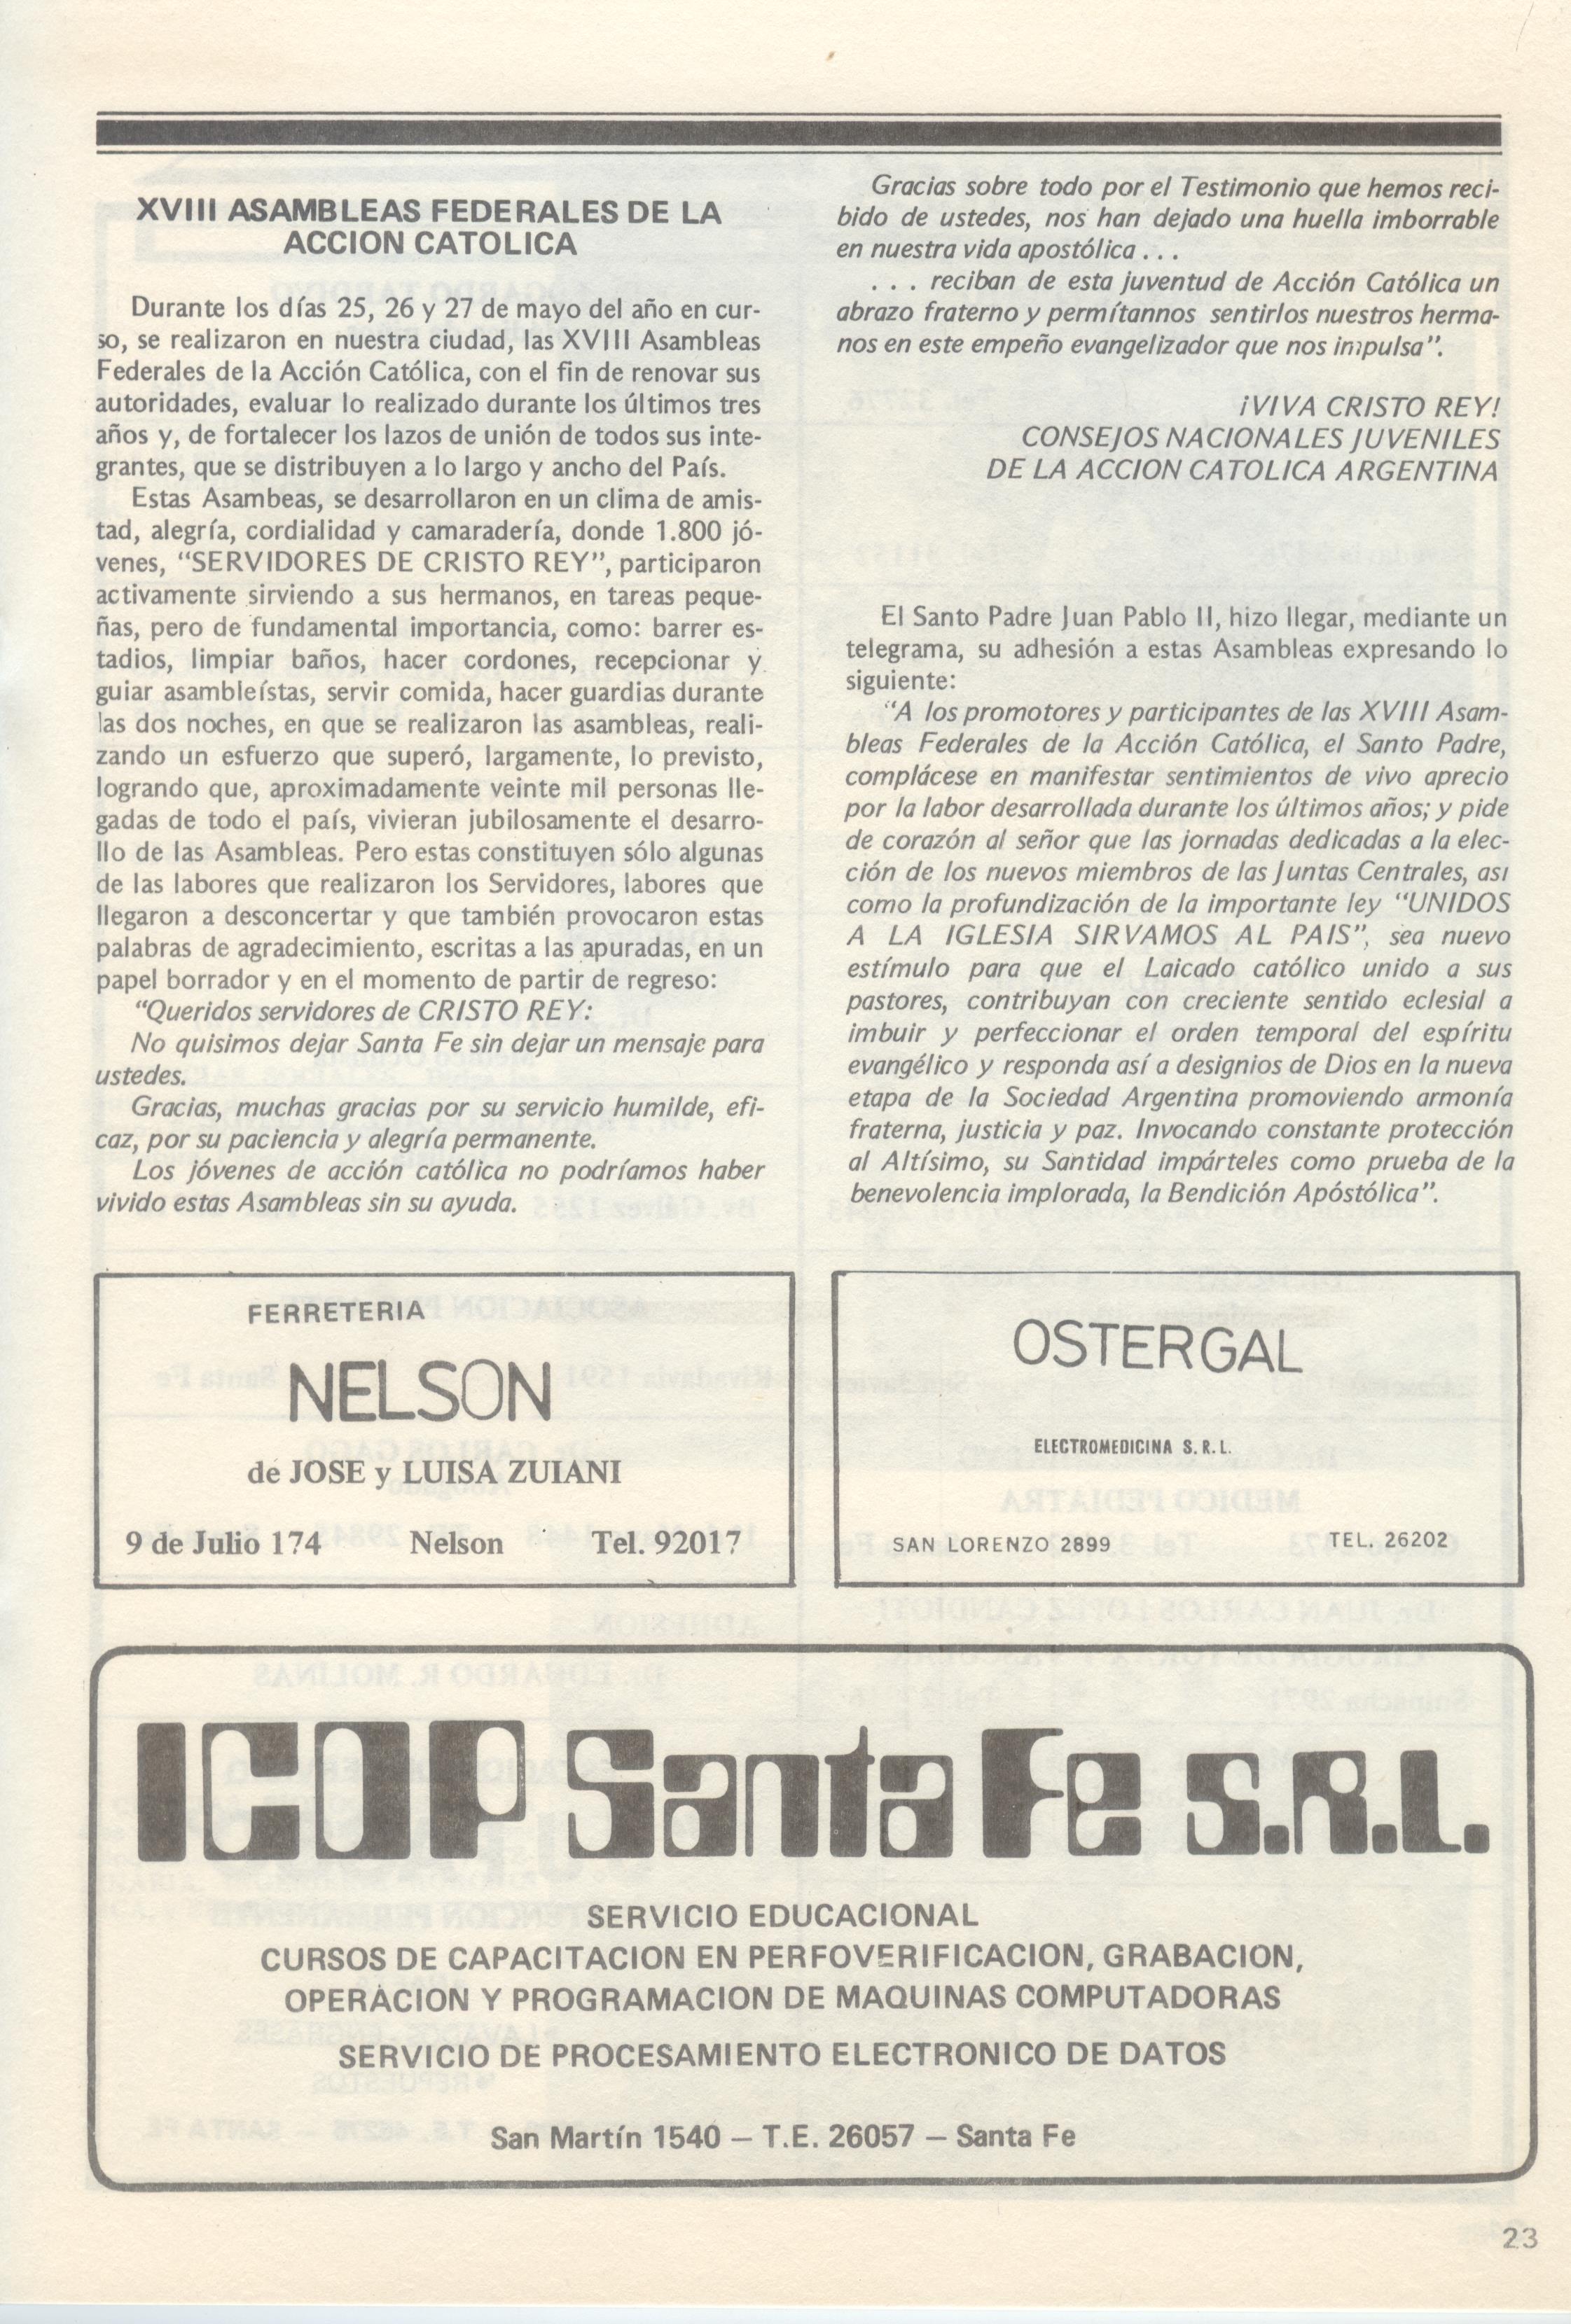 XVIII ASAMBLEAS FEDERALES DE LA
ACCION CATOLICA
Durante los días 25, 26 y 27 de mayo del año en cur-
so, se realizaron en nuestra ciudad, las XVIII Asambleas
Federales de la Acción Católica, con el fin de renovar sus
autoridades, evaluar lo realizado durante los últimos tres
años y, de fortalecer los lazos de unión de todos sus inte-
grantes, que se distribuyen a lo largo y ancho del País.
Estas Asambeas, se desarrollaron en un clima de amis-
tad, alegría, cordialidad y camaradería, donde 1.800 jó-
venes, "SERVIDORES DE CRISTO REY", participaron
activamente sirviendo a sus hermanos, en tareas peque-
ñas, pero de fundamental importancia, como: barrer es-
tadios, limpiar baños, hacer cordones, recepcionar y
guiar asambleístas, servir comida, hacer guardias durante
las dos noches, en que se realizaron las asambleas, reali-
zando un esfuerzo que superó, largamente, lo previsto,
logrando que, aproximadamente veinte mil personas lle-
gadas de todo el país, vivieran jubilosamente el desarro-
llo de las Asambleas. Pero estas constituyen sólo algunas
de las labores que realizaron los Servidores, labores que
llegaron a desconcertar y que también provocaron estas
palabras de agradecimiento, escritas a las apuradas, en un
papel borrador y en el momento de partir de regreso:
"Queridos servidores de CRISTO REY:
No quisimos dejar Santa Fe sin dejar un mensaje para
ustedes.
Gracias, muchas gracias por su servicio humilde, efi-
caz, por su paciencia y alegría permanente.
Los jóvenes de acción católica no podríamos haber
vivido estas Asambleas sin su ayuda.
Gracias sobre todo por el Testimonio que hemos reci-
bido de ustedes, nos han dejado una huella imborrable
en nuestra vida apostólica . . .
. . . reciban de esta juventud de Acción Católica un
abrazo fraterno y permítannos sentirlos nuestros herma-
nos en este empeño evangelizador que nos impulsa".
¡VIVA CRISTO REY!
CONSEJOS NACIONALES JUVENILES
DE LA ACCION CATOLICA ARGENTINA
El Santo Padre Juan Pablo II, hizo llegar, mediante un
telegrama, su adhesión a estas Asambleas expresando lo
siguiente:
"A los promotores y participantes de las XVIII Asam-
bleas Federales de la Acción Católica, el Santo Padre,
complácese en manifestar sentimientos de vivo aprecio
por la labor desarrollada durante los últimos años; y pide
de corazón al señor que las jornadas dedicadas a la elec-
ción de los nuevos miembros de las Juntas Centrales, así
como la profundización de la importante ley "UNIDOS
A LA IGLESIA SIRVAMOS AL PAIS", sea nuevo
estímulo para que el Laicado católico unido a sus
pastores, contribuyan con creciente sentido eclesial a
imbuir y perfeccionar el orden temporal del espíritu
evangélico y responda así a designios de Dios en la nueva
etapa de la Sociedad Argentina promoviendo armonía
fraterna, justicia y paz. Invocando constante protección
al Altísimo, su Santidad impárteles como prueba de la
benevolencia implorada, la Bendición Apóstólica".
FERRETERIA
NELSON
de JOSE y LUISA ZUIANI
9 de Julio 174 Nelson Tel. 92017
OSTERGAL
ELECTROMEDICINA S.R.L.
SAN LORENZO 2899 TEL. 26202
ICOP Santa Fe S.R.L.
SERVICIO EDUCACIONAL
CURSOS DE CAPACITACION EN PERFOVERIFICACION, GRABACION,
OPERACION Y PROGRAMACION DE MAQUINAS COMPUTADORAS
SERVICIO DE PROCESAMIENTO ELECTRONICO DE DATOS
San Martín 1540 — T.E. 26057 — Santa Fe
23